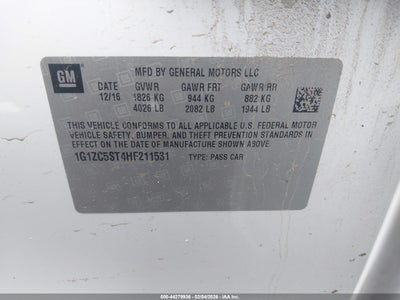 GM
MFD BY GENERAL MOTORS LLC
DATE GVWR GAWR FRT GAWR RR
12/16 1826 KG 944 KG 882 KG
4026 LB 2082 LB 1944 LB
THIS VEHICLE CONFORMS TO ALL APPLICABLE U.S. FEDERAL MOTOR
VEHICLE SAFETY, BUMPER, AND THEFT PREVENTION STANDARDS
IN EFFECT ON THE DATE OF MANUFACTURE SHOWN ABOVE.
1G1ZC5ST4HF211531 TYPE: PASS CAR
600-44279936 - 02/04/2026 - © IAA, Inc.